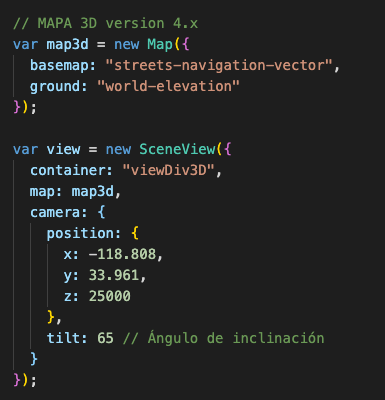 // MAPA 3D version 4.x
var map3d = new Map({
  basemap: "streets-navigation-vector",
  ground: "world-elevation"
});

var view = new SceneView({
  container: "viewDiv3D",
  map: map3d,
  camera: {
    position: {
      x: -118.808,
      y: 33.961,
      z: 25000
    },
    tilt: 65 // Ángulo de inclinación
  }
});